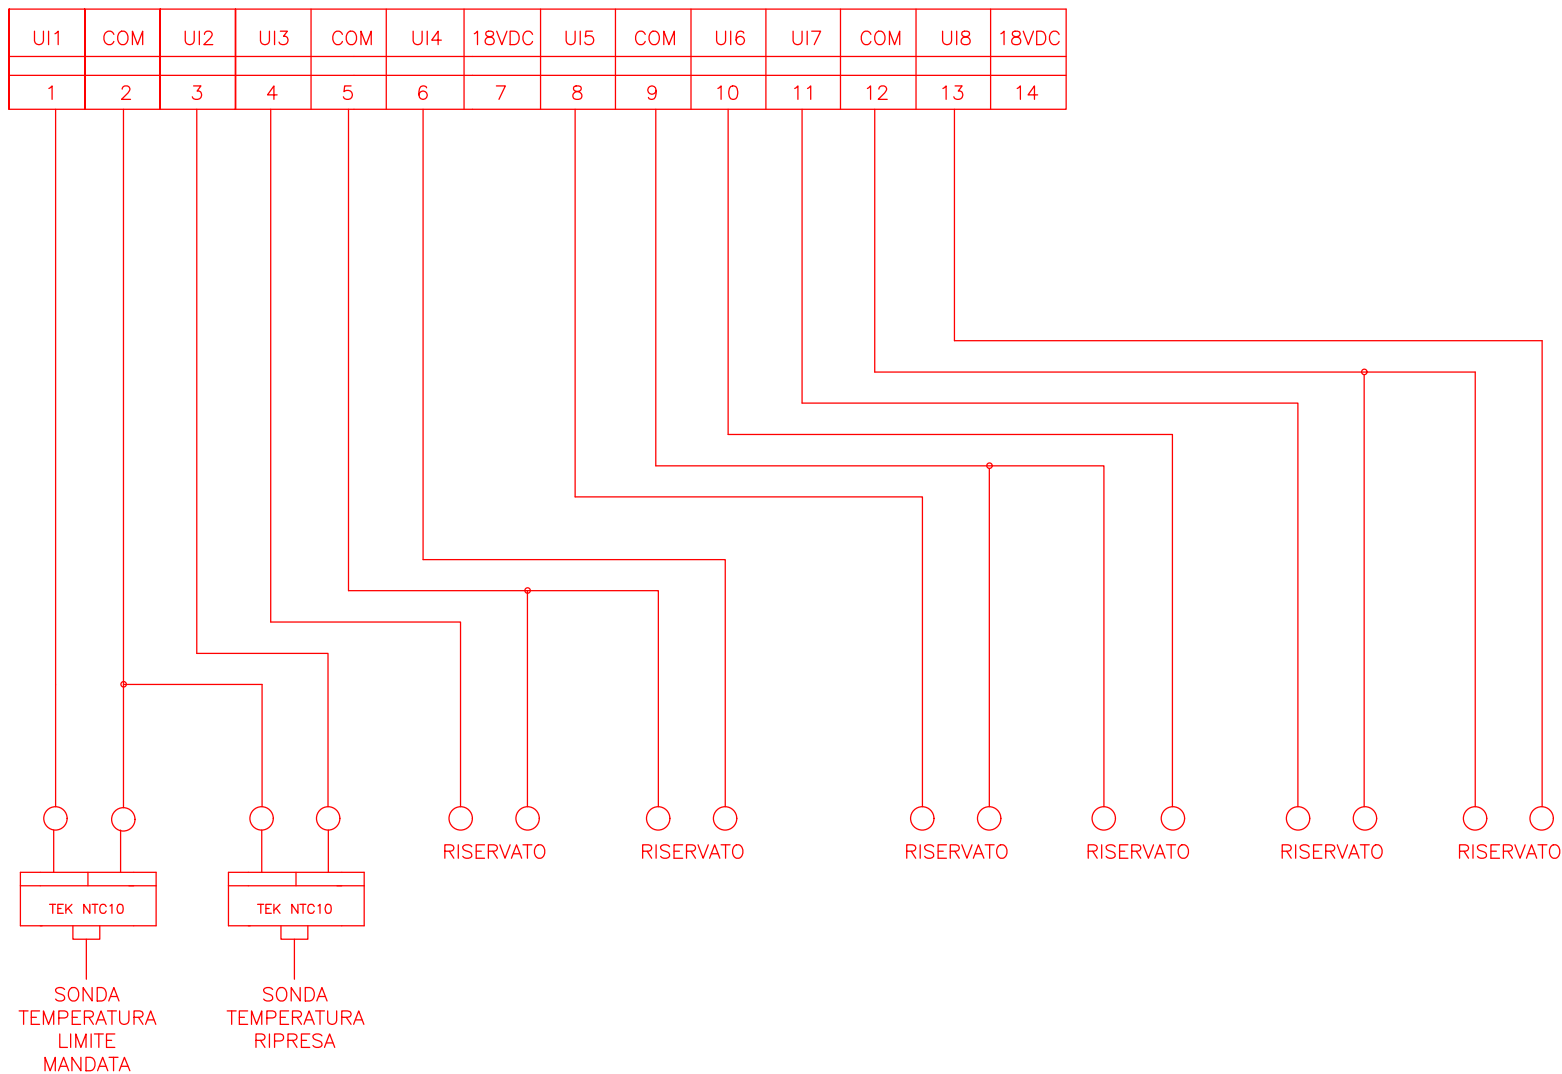 UI1 COM UI2 UI3 COM UI4 18VDC UI5 COM UI6 UI7 COM UI8 18VDC
1 2 3 4 5 6 7 8 9 10 11 12 13 14
RISERVATO RISERVATO RISERVATO RISERVATO RISERVATO RISERVATO
TEK NTC10 TEK NTC10
SONDA
TEMPERATURA
LIMITE
MANDATA
SONDA
TEMPERATURA
RIPRESA